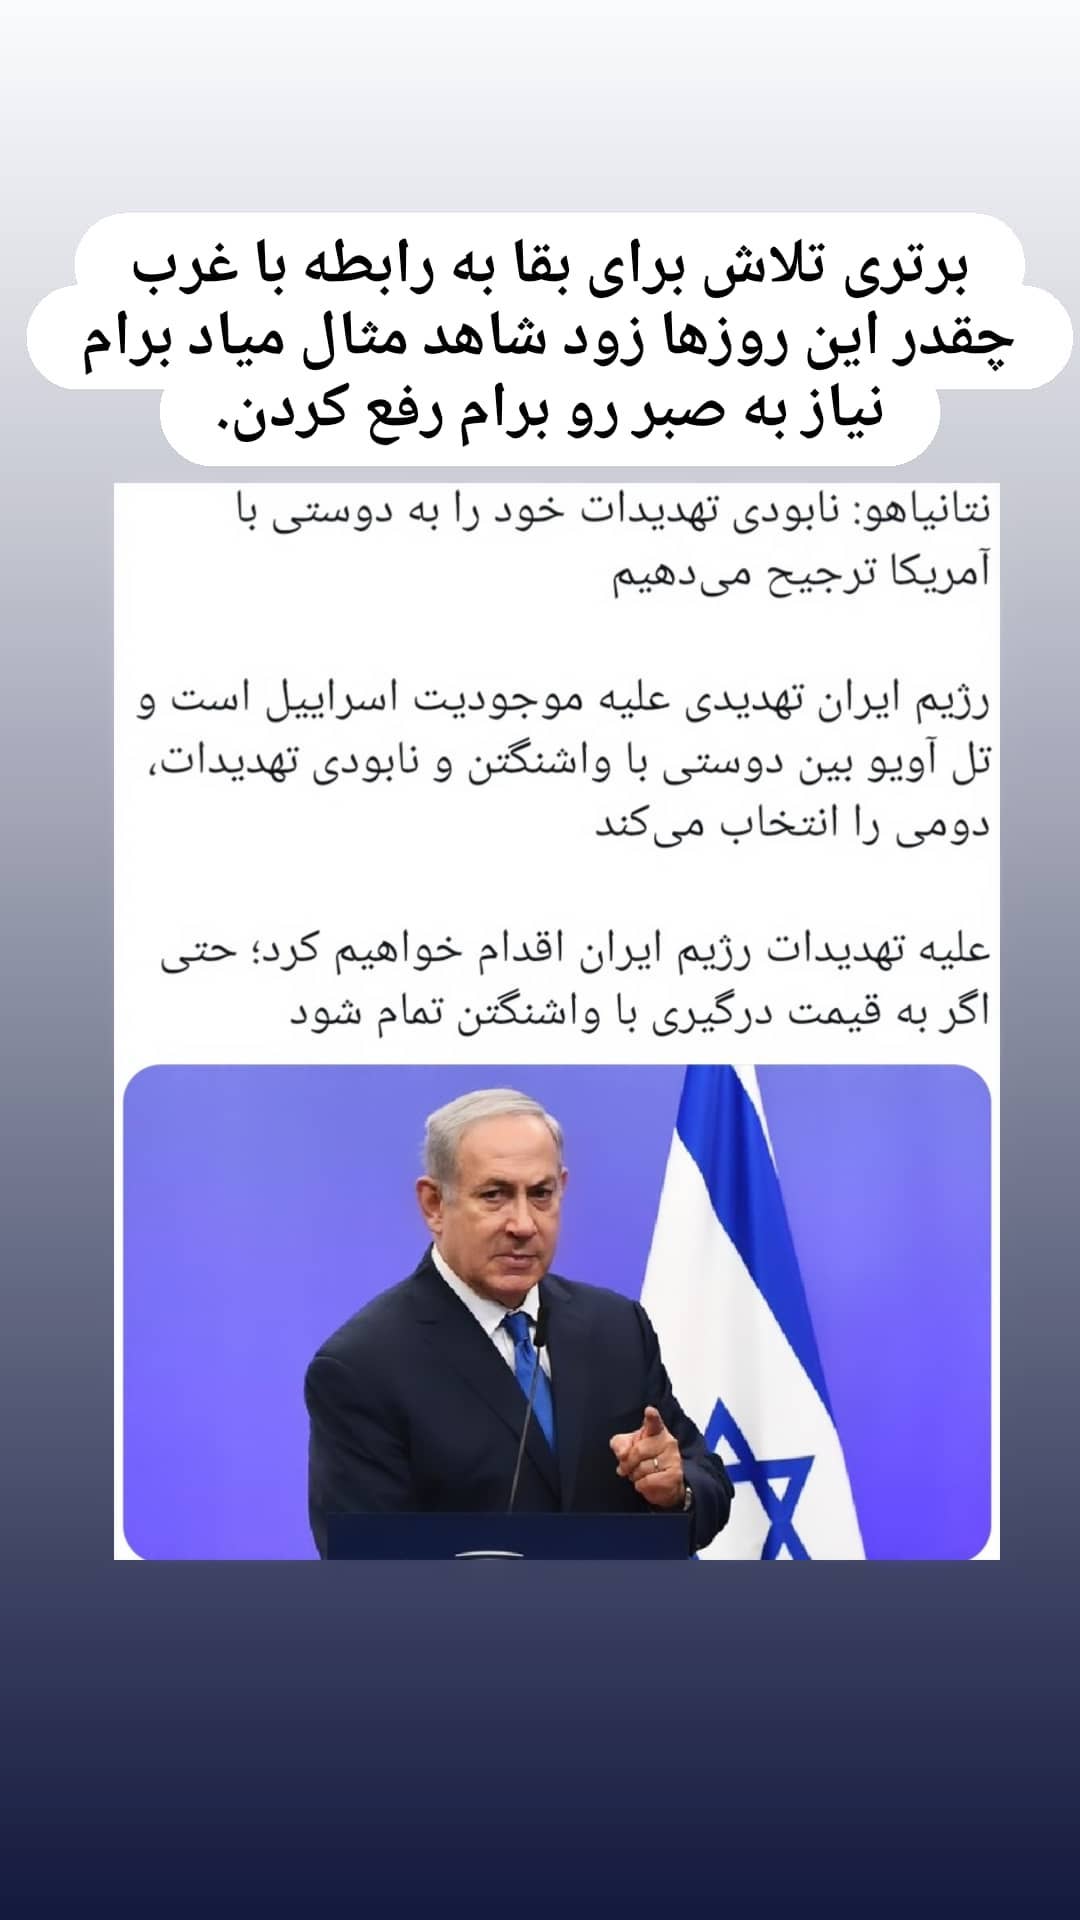 برتری تلاش برای بقا به رابطه با غرب
چقدر این روزها زود شاهد مثال میاد برام
نیاز به صبر رو برام رفع کردن.
نتانیاهو: نابودی تهدیدات خود را به دوستی با
آمریکا ترجیح می‌دهیم
رژیم ایران تهدیدی علیه موجودیت اسراییل است و
تل آویو بین دوستی با واشنگتن و نابودی تهدیدات،
دومی را انتخاب می‌کند
علیه تهدیدات رژیم ایران اقدام خواهیم کرد؛ حتی
اگر به قیمت درگیری با واشنگتن تمام شود